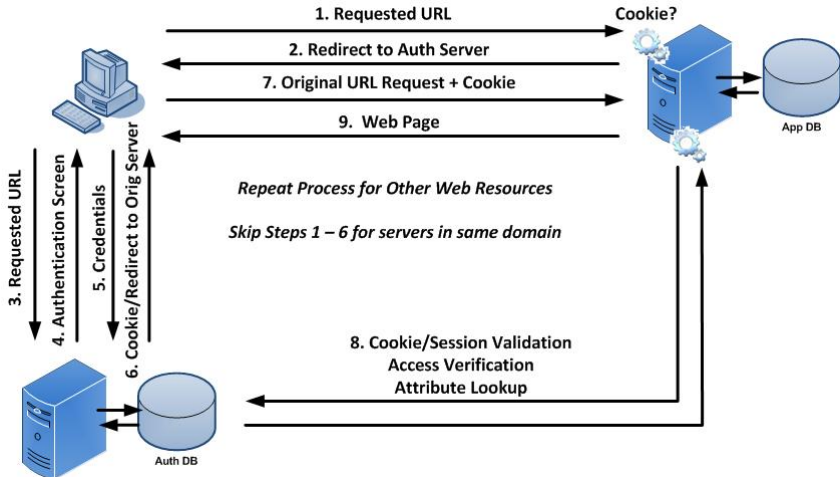 1. Requested URL
Cookie?
2. Redirect to Auth Server
7. Original URL Request + Cookie
9. Web Page
App DB
Repeat Process for Other Web Resources
Skip Steps 1 – 6 for servers in same domain
3. Requested URL
4. Authentication Screen
5. Credentials
6. Cookie/Redirect to Orig Server
8. Cookie/Session Validation
Access Verification
Attribute Lookup
Auth DB